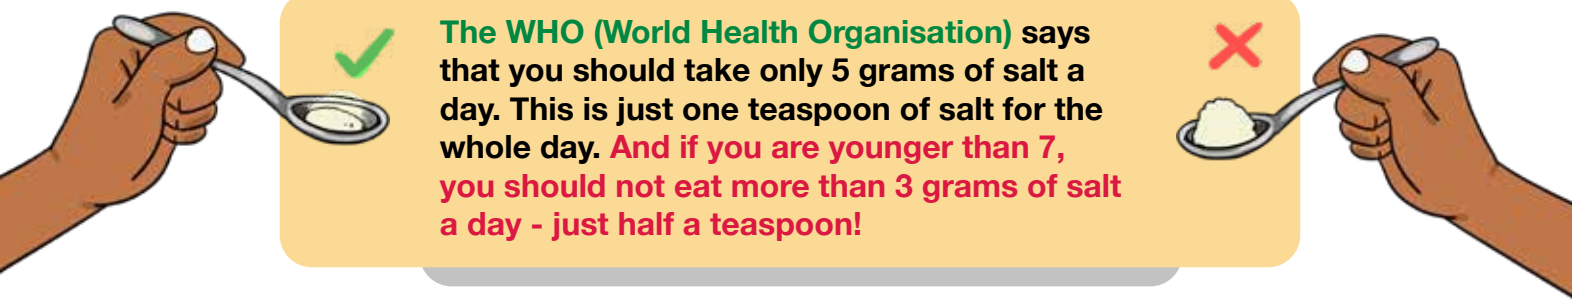 The WHO (World Health Organisation) says
that you should take only 5 grams of salt a
day. This is just one teaspoon of salt for the
whole day. And if you are younger than 7,
you should not eat more than 3 grams of salt
a day - just half a teaspoon!